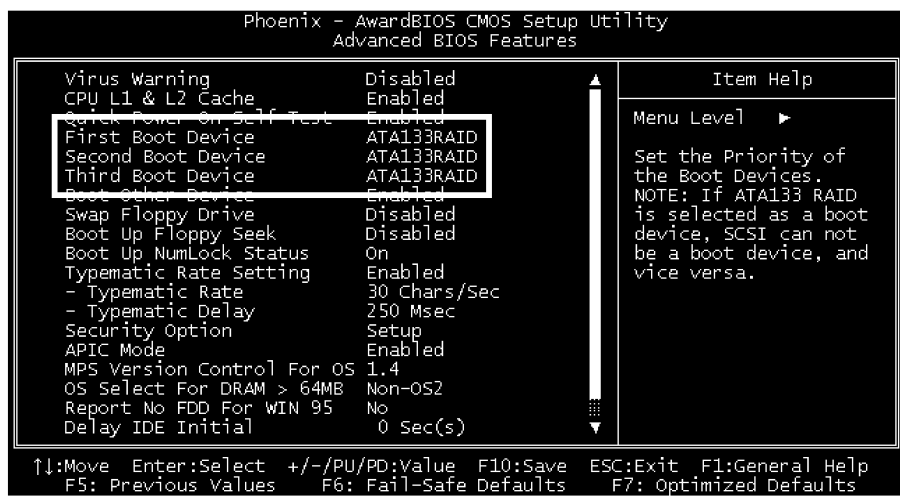 Phoenix - AwardBIOS CMOS Setup Utility
Advanced BIOS Features
Virus Warning Disabled
CPU L1 & L2 Cache Enabled
Quick Power On Self Test Enabled
First Boot Device ATA133RAID
Second Boot Device ATA133RAID
Third Boot Device ATA133RAID
Boot Other Device Enabled
Swap Floppy Drive Disabled
Boot Up Floppy Seek Disabled
Boot Up NumLock Status On
Typematic Rate Setting Enabled
- Typematic Rate 30 Chars/Sec
- Typematic Delay 250 Msec
Security Option Setup
APIC Mode Enabled
MPS Version Control For OS 1.4
OS Select For DRAM > 64MB Non-OS2
Report No FDD For WIN 95 No
Delay IDE Initial 0 Sec(s)
Item Help
Menu Level ►
Set the Priority of
the Boot Devices.
NOTE: If ATA133 RAID
is selected as a boot
device, SCSI can not
be a boot device, and
vice versa.
↑↓:Move Enter:Select +/-/PU/PD:Value F10:Save ESC:Exit F1:General Help
F5: Previous Values F6: Fail-Safe Defaults F7: Optimized Defaults